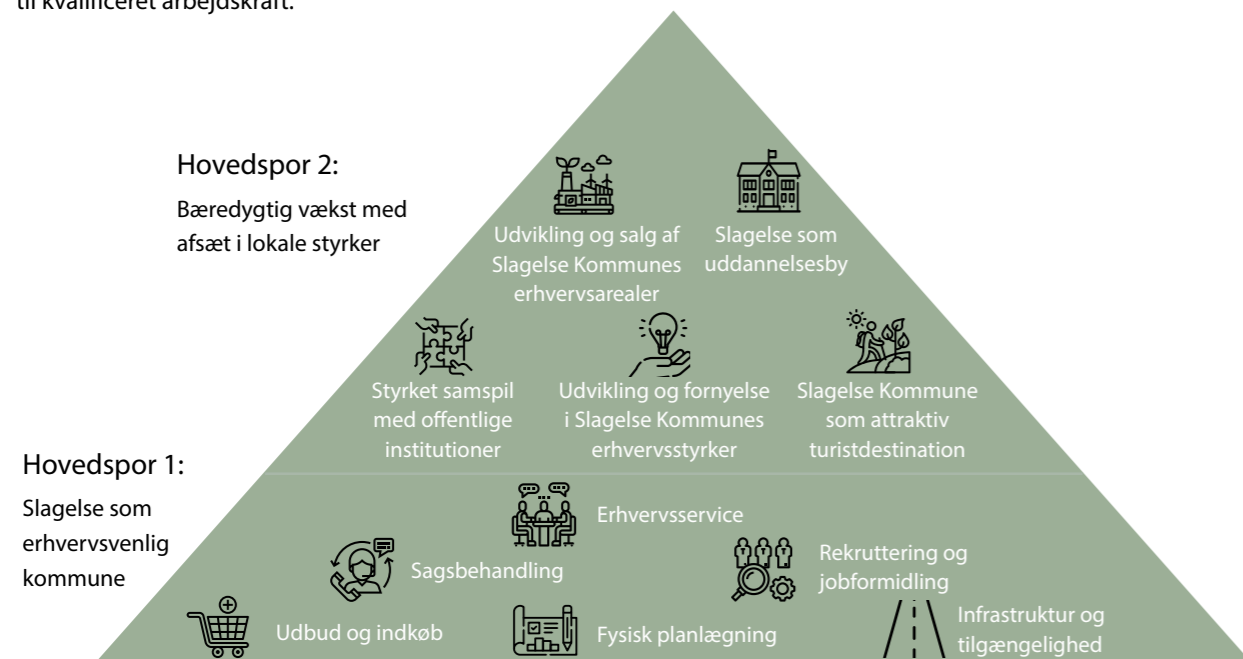 til kvalificeret arbejdskraft.
Hovedspor 2:
Bæredygtig vækst med
afsæt i lokale styrker
Udvikling og salg af
Slagelse Kommunes
erhvervsarealer
Slagelse som
uddannelsesby
Styrket samspil
med offentlige
institutioner
Udvikling og fornyelse
i Slagelse Kommunes
erhvervsstyrker
Slagelse Kommune
som attraktiv
turistdestination
Hovedspor 1:
Slagelse som
erhvervsvenlig
kommune
Erhvervsservice
Sagsbehandling
Rekruttering og
jobformidling
Udbud og indkøb
Fysisk planlægning
Infrastruktur og
tilgængelighed